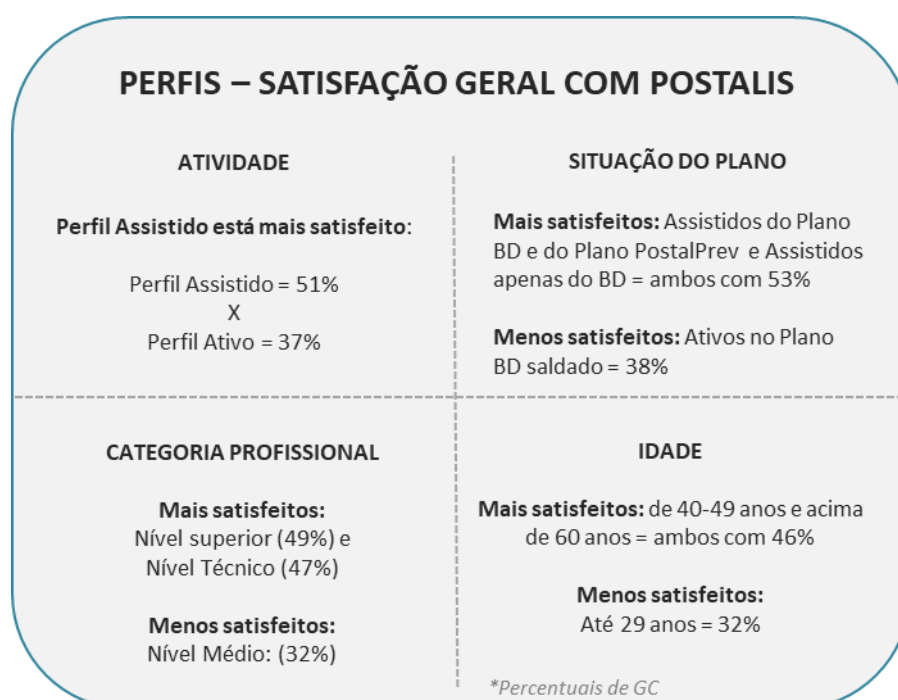 PERFIS – SATISFAÇÃO GERAL COM POSTALIS
ATIVIDADE
Perfil Assistido está mais satisfeito:
Perfil Assistido = 51%
X
Perfil Ativo = 37%
SITUAÇÃO DO PLANO
Mais satisfeitos: Assistidos do Plano
BD e do Plano PostalPrev e Assistidos
apenas do BD = ambos com 53%
Menos satisfeitos: Ativos no Plano
BD saldado = 38%
CATEGORIA PROFISSIONAL
Mais satisfeitos:
Nível superior (49%) e
Nível Técnico (47%)
Menos satisfeitos:
Nível Médio: (32%)
IDADE
Mais satisfeitos: de 40-49 anos e acima
de 60 anos = ambos com 46%
Menos satisfeitos:
Até 29 anos = 32%
*Percentuais de GC